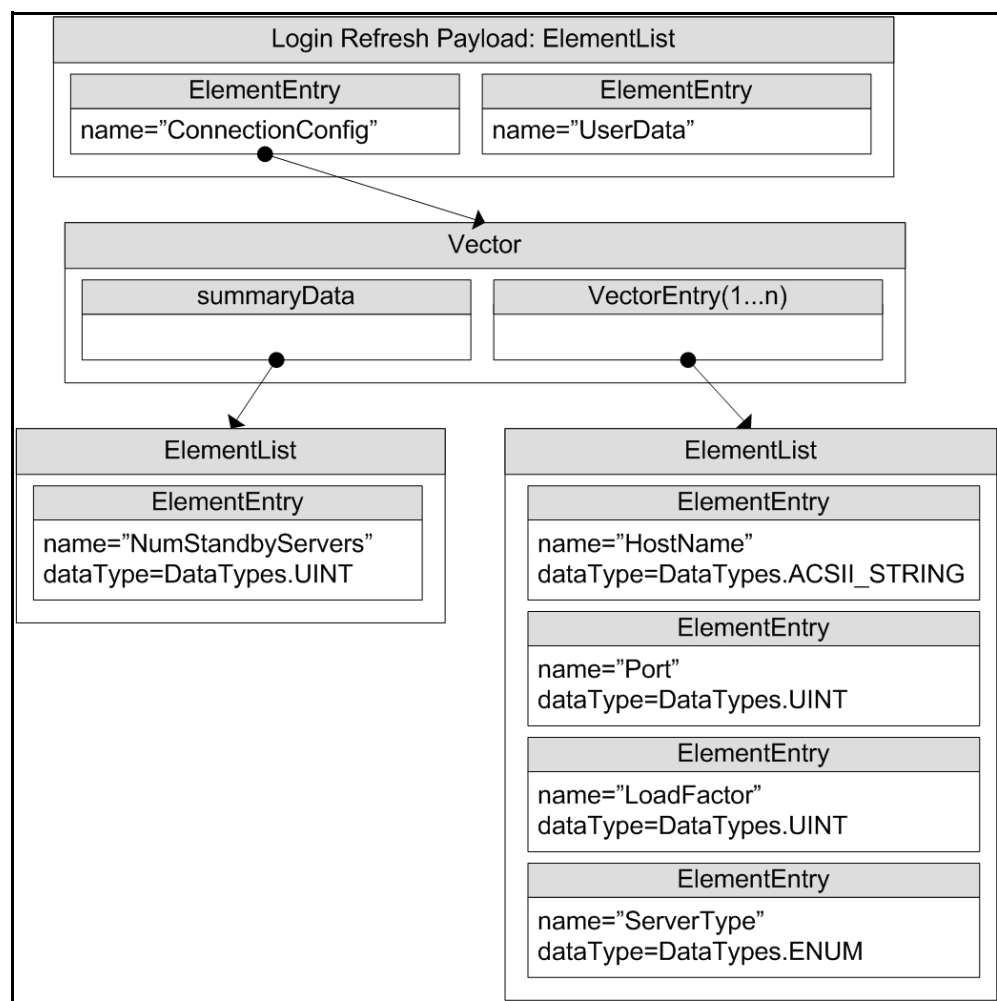 Login Refresh Payload: ElementList
ElementEntry
name=”ConnectionConfig”
ElementEntry
name=”UserData”
Vector
summaryData
VectorEntry(1...n)
ElementList
ElementEntry
name=”NumStandbyServers”
dataType=DataTypes.UINT
ElementList
ElementEntry
name=”HostName”
dataType=DataTypes.ACSII_STRING
ElementEntry
name=”Port”
dataType=DataTypes.UINT
ElementEntry
name=”LoadFactor”
dataType=DataTypes.UINT
ElementEntry
name=”ServerType”
dataType=DataTypes.ENUM